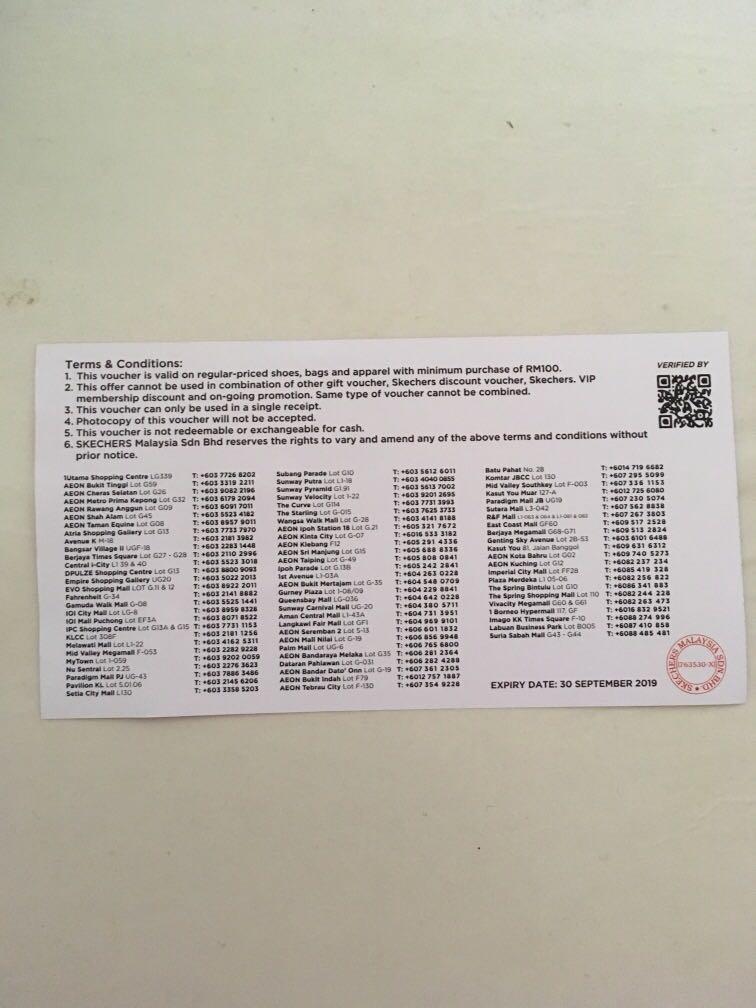 Terms & Conditions:
1. This voucher is valid on regular-priced shoes, bags and apparel with minimum purchase of RM100.
2. This offer cannot be used in combination of other gift voucher, Skechers discount voucher, Skechers. VIP
membership discount and on-going promotion. Same type of voucher cannot be combined.
3. This voucher can only be used in a single receipt.
4. Photocopy of this voucher will not be accepted.
5. This voucher is not redeemable or exchangeable for cash.
6. SKECHERS Malaysia Sdn Bhd reserves the rights to vary and amend any of the above terms and conditions without
prior notice.
VERIFIED BY
1Utama Shopping Centre LG339 T: +603 7726 8202
AEON Bukit Tinggi Lot G59 T: +603 3319 2211
AEON Cheras Selatan Lot G26 T: +603 9082 2196
AEON Metro Prima Kepong Lot G32 T: +603 6179 2094
AEON Rawang Anggun Lot G09 T: +603 6091 7011
AEON Shah Alam Lot G45 T: +603 5523 4182
AEON Taman Equine Lot G08 T: +603 8957 9011
Atria Shopping Gallery Lot G13 T: +603 7733 7970
Avenue K M-18 T: +603 2181 3982
Bangsar Village II UGF-18 T: +603 2283 1448
Berjaya Times Square Lot G27 - G28 T: +603 2110 2996
Central i-City L1 39 & 40 T: +603 5523 3018
DPULZE Shopping Centre Lot G13 T: +603 8800 9093
Empire Shopping Gallery UG20 T: +603 5022 2013
EVO Shopping Mall LOT G.11 & 12 T: +603 8922 2011
Fahrenheit G-34 T: +603 2141 8882
Gamuda Walk Mall G-08 T: +603 5525 1441
IOI City Mall Lot LG-8 T: +603 8959 8328
IOI Mall Puchong Lot EF3A T: +603 8071 8522
IPC Shopping Centre Lot G13A & G15 T: +603 7731 1153
KLCC Lot 308F T: +603 2181 1256
Melawati Mall Lot L1-22 T: +603 4162 5311
Mid Valley Megamall F-053 T: +603 2282 9228
MyTown Lot 1-059 T: +603 9202 0059
Nu Sentral Lot 2.25 T: +603 2276 3623
Paradigm Mall PJ UG-43 T: +603 7886 3486
Pavilion KL Lot 5.01.06 T: +603 2145 6206
Setia City Mall L130 T: +603 3358 5203
Subang Parade Lot G10 T: +603 5612 6011
Sunway Putra Lot L1-18 T: +603 4040 0855
Sunway Pyramid G1.91 T: +603 5613 7002
Sunway Velocity Lot 1-22 T: +603 9201 2695
The Curve Lot G114 T: +603 7731 3993
The Starling Lot G-015 T: +603 7625 3733
Wangsa Walk Mall Lot G-28 T: +603 4141 8188
AEON Ipoh Station 18 Lot G.21 T: +605 321 7672
AEON Kinta City Lot G-07 T: +6016 533 3182
AEON Klebang F12 T: +605 291 4336
AEON Sri Manjung Lot G15 T: +605 688 8336
AEON Taiping Lot G-49 T: +605 808 0841
Ipoh Parade Lot G.13B T: +605 242 2841
1st Avenue L1-03A T: +604 263 0228
AEON Bukit Mertajam Lot G-35 T: +604 548 0709
Gurney Plaza Lot 1-08/09 T: +604 229 8841
Queensbay Mall LG-036 T: +604 642 0228
Sunway Carnival Mall UG-20 T: +604 380 5711
Aman Central Mall L1-43A T: +604 731 3951
Langkawi Fair Mall Lot GF1 T: +604 969 9101
AEON Seremban 2 Lot S-13 T: +606 601 1832
AEON Mall Nilai Lot G-19 T: +606 856 9948
Palm Mall Lot UG-6 T: +606 765 6800
AEON Bandaraya Melaka Lot G35 T: +606 281 2364
Dataran Pahlawan Lot G-031 T: +606 282 4288
AEON Bukit Indah Lot F79 T: +6012 757 1887
AEON Bandar Dato' Onn Lot G-19 T: +607 361 2305
AEON Tebrau City Lot F-130 T: +607 354 9228
Batu Pahat No. 28 T: +6014 719 6682
Komtar JBCC Lot 130 T: +607 295 5099
Mid Valley Southkey Lot F-003 T: +607 336 1153
Kasut You Muar 127-A T: +6012 725 6080
Paradigm Mall JB UG19 T: +607 230 5074
Sutera Mall L3-042 T: +607 562 8838
R&F Mall T: +607 267 3803
East Coast Mall GF60 T: +609 517 2528
Berjaya Megamall G68-G71 T: +609 513 2824
Genting Sky Avenue Lot 2B-S3 T: +603 6101 6488
Kasut You 81, Jalan Banggol T: +609 631 6312
AEON Kota Bahru Lot G02 T: +609 740 5273
AEON Kuching Lot G12 T: +6082 237 234
Imperial City Mall Lot FF28 T: +6085 419 328
Plaza Merdeka L1 05-06 T: +6082 256 822
The Spring Bintulu Lot G10 T: +6086 341 883
The Spring Shopping Mall Lot 110 T: +6082 244 228
Vivacity Megamall G60 & G61 T: +6082 263 473
1 Borneo Hypermall 117, GF T: +6016 832 9521
Imago KK Times Square F-10 T: +6088 274 996
Labuan Business Park Lot B005 T: +6087 410 858
Suria Sabah Mall G43 - G44 T: +6088 485 481
EXPIRY DATE: 30 SEPTEMBER 2019
SKECHERS MALAYSIA SDN BHD
(763530-X)